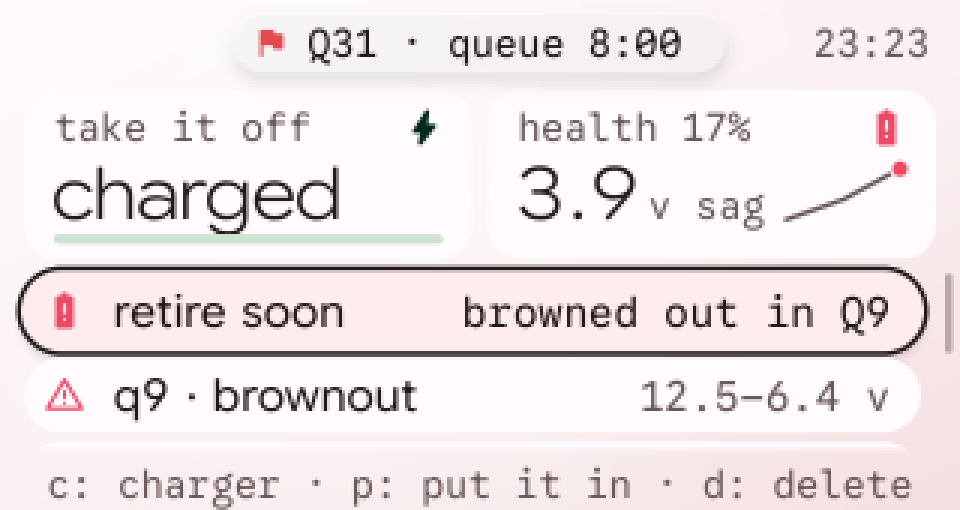 Q31 · queue 8:00
23:23
take it off
charged
health 17%
3.9 v sag
retire soon
browned out in Q9
q9 · brownout
12.5–6.4 v
c: charger · p: put it in · d: delete